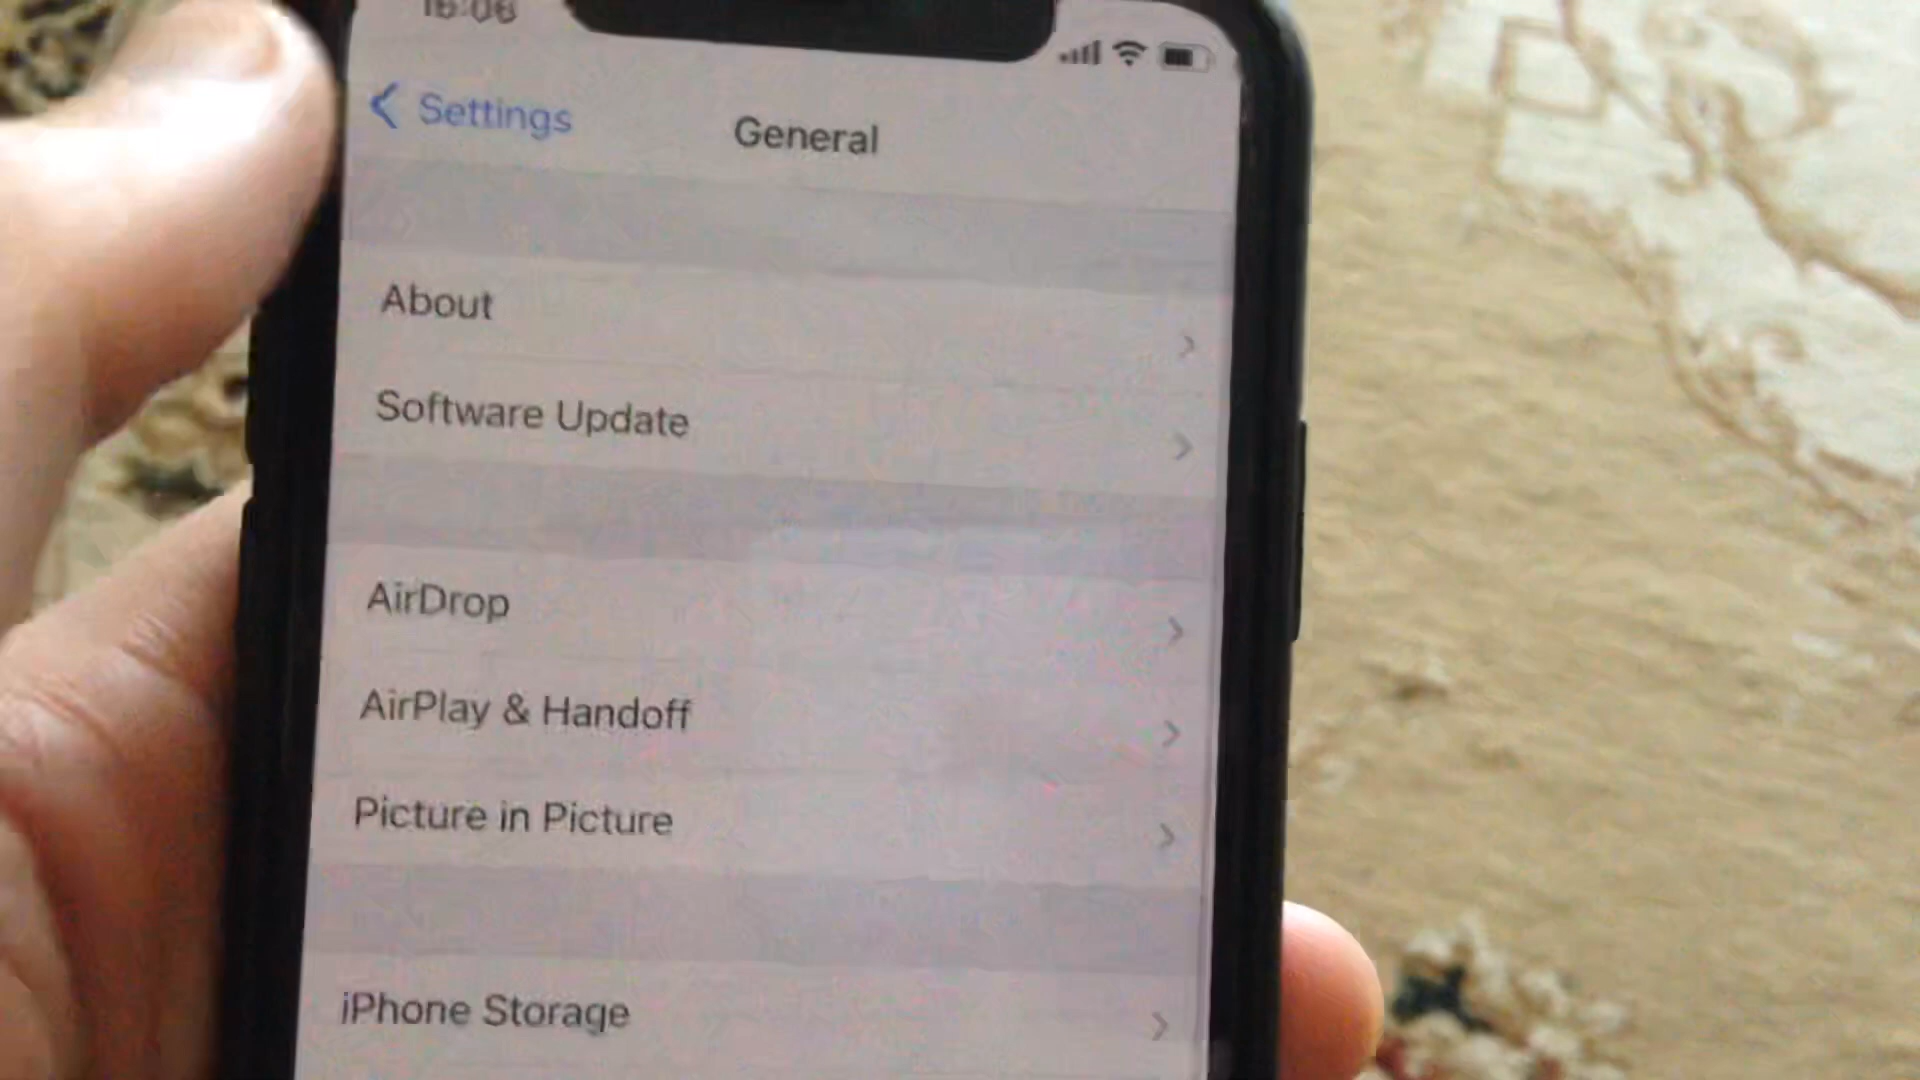 Settings
General
About
Software Update
AirDrop
AirPlay & Handoff
Picture in Picture
iPhone Storage